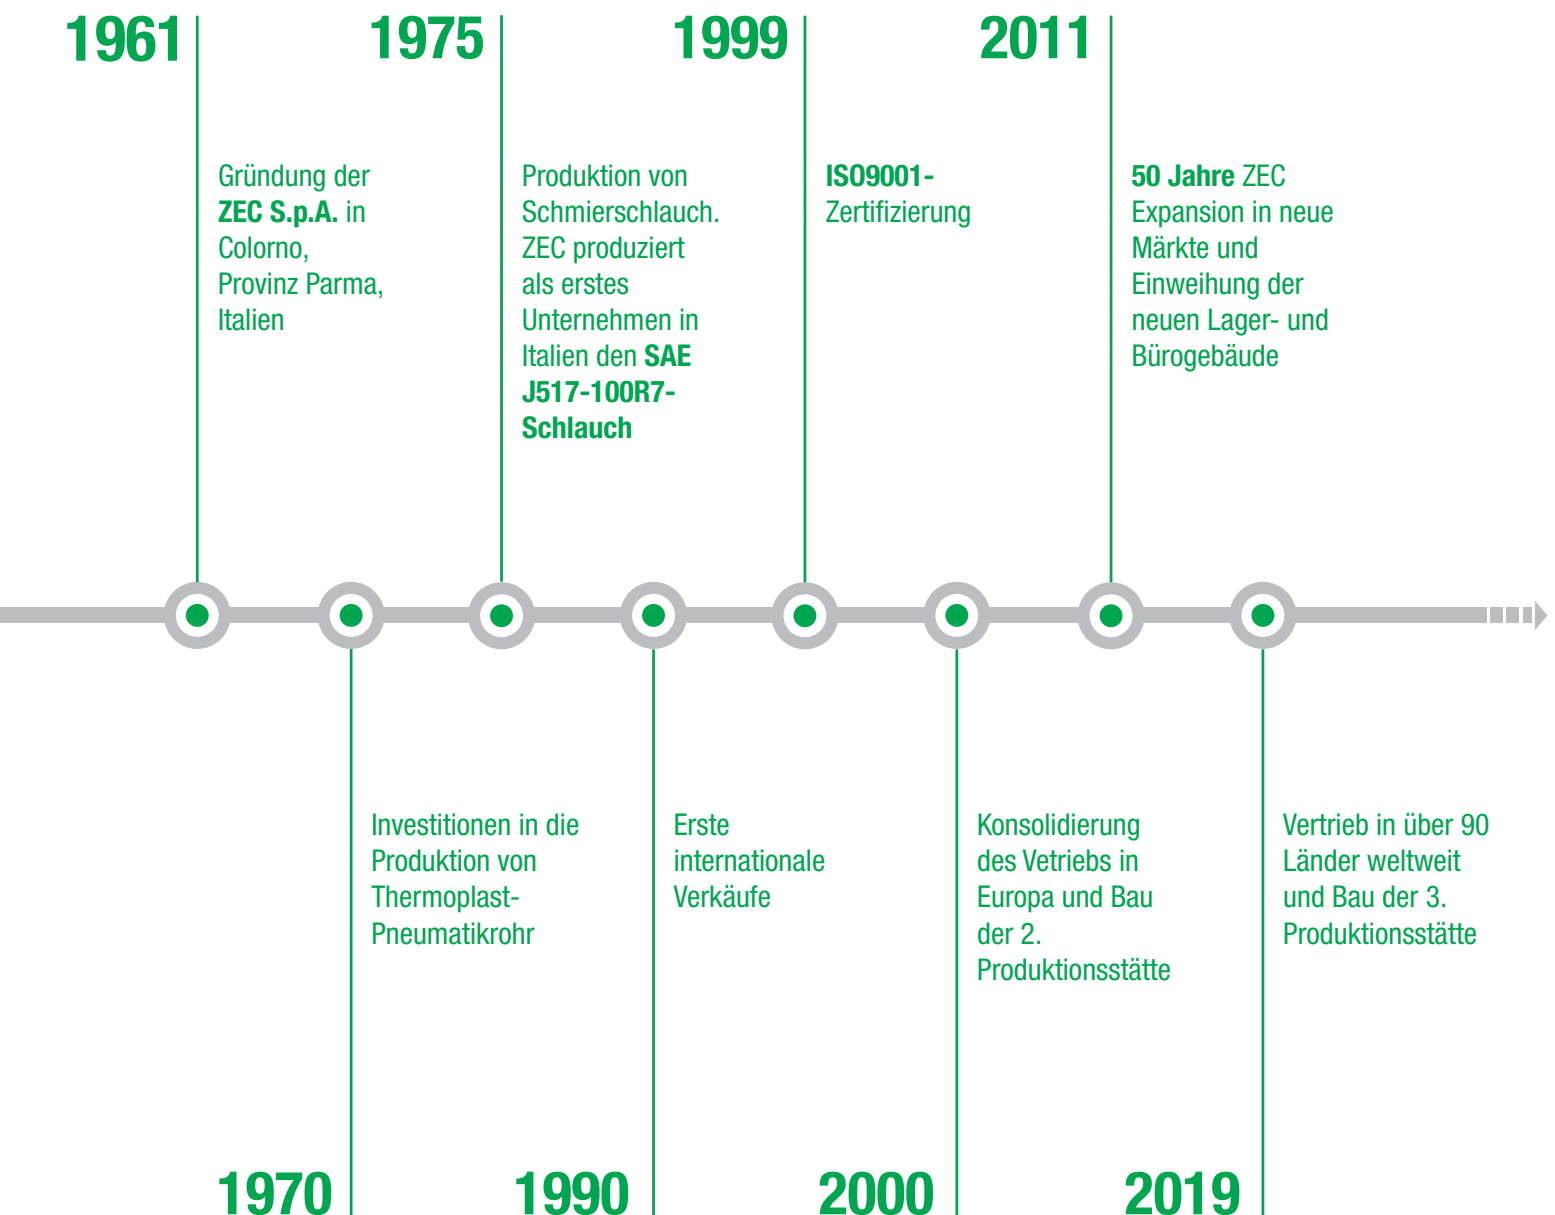 1961
Gründung der
ZEC S.p.A. in
Colorno,
Provinz Parma,
Italien
1970
Investitionen in die
Produktion von
Thermoplast-
Pneumatikrohr
1975
Produktion von
Schmierschlauch.
ZEC produziert
als erstes
Unternehmen in
Italien den SAE
J517-100R7-
Schlauch
1990
Erste
internationale
Verkäufe
1999
ISO9001-
Zertifizierung
2000
Konsolidierung
des Vetriebs in
Europa und Bau
der 2.
Produktionsstätte
2011
50 Jahre ZEC
Expansion in neue
Märkte und
Einweihung der
neuen Lager- und
Bürogebäude
2019
Vertrieb in über 90
Länder weltweit
und Bau der 3.
Produktionsstätte